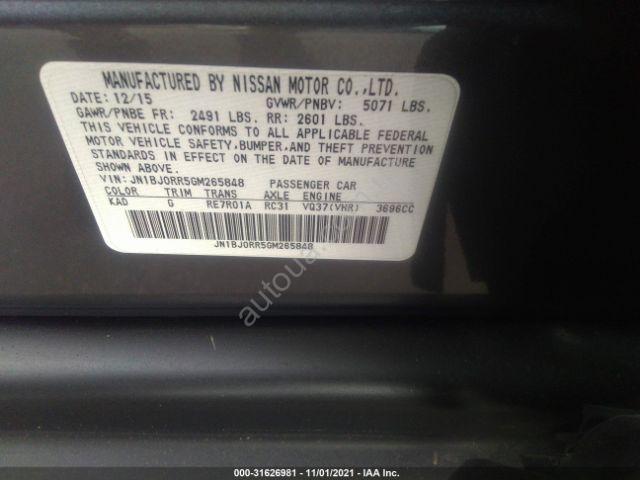 MANUFACTURED BY NISSAN MOTOR CO.,LTD.
DATE: 12/15 GVWR/PNBV: 5071 LBS.
GAWR/PNBE FR: 2491 LBS. RR: 2601 LBS.
THIS VEHICLE CONFORMS TO ALL APPLICABLE FEDERAL
MOTOR VEHICLE SAFETY,BUMPER,AND THEFT PREVENTION
STANDARDS IN EFFECT ON THE DATE OF MANUFACTURE
SHOWN ABOVE.
VIN: JN1BJ0RR5GM265848 PASSENGER CAR
COLOR TRIM TRANS AXLE ENGINE
KAD G RE7R01A RC31 VQ37(VHR) 3696CC
JN1BJ0RR5GM265848
000-31626981 - 11/01/2021 - IAA Inc.